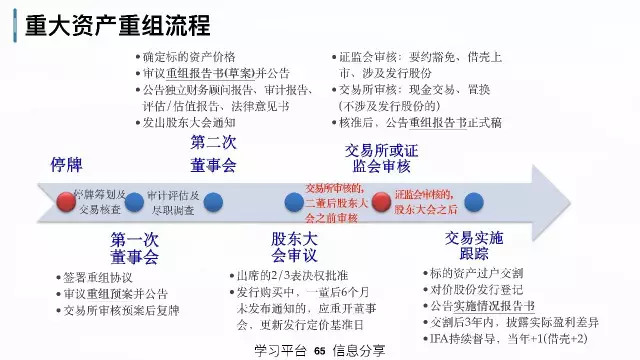 重大资产重组流程
•确定标的资产价格
•审议重组报告书(草案)并公告
•公告独立财务顾问报告、审计报告、
评估/估值报告、法律意见书
•发出股东大会通知
•证监会审核：要约豁免、借壳上
市、涉及发行股份
•交易所审核：现金交易、置换
(不涉及发行股份的)
•核准后，公告重组报告书正式稿
停牌
第二次
董事会
交易所或证
监会审核
停牌筹划及
交易核查
审计评估及
尽职调查
交易所审核的,
二董后股东大
会之前审核
证监会审核的,
股东大会之后
第一次
董事会
股东大
会审议
交易实施
跟踪
•签署重组协议
•审议重组预案并公告
•交易所审核预案后复牌
•出席的2/3表决权批准
•发行购买中，一董后6个月
未发布通知的，应重开董事
会，更新发行定价基准日
•标的资产过户交割
•对价股份发行登记
•公告实施情况报告书
•交割后3年内，披露实际盈利差异
•IFA持续督导，当年+1(借壳+2)
学习平台 65 信息分享